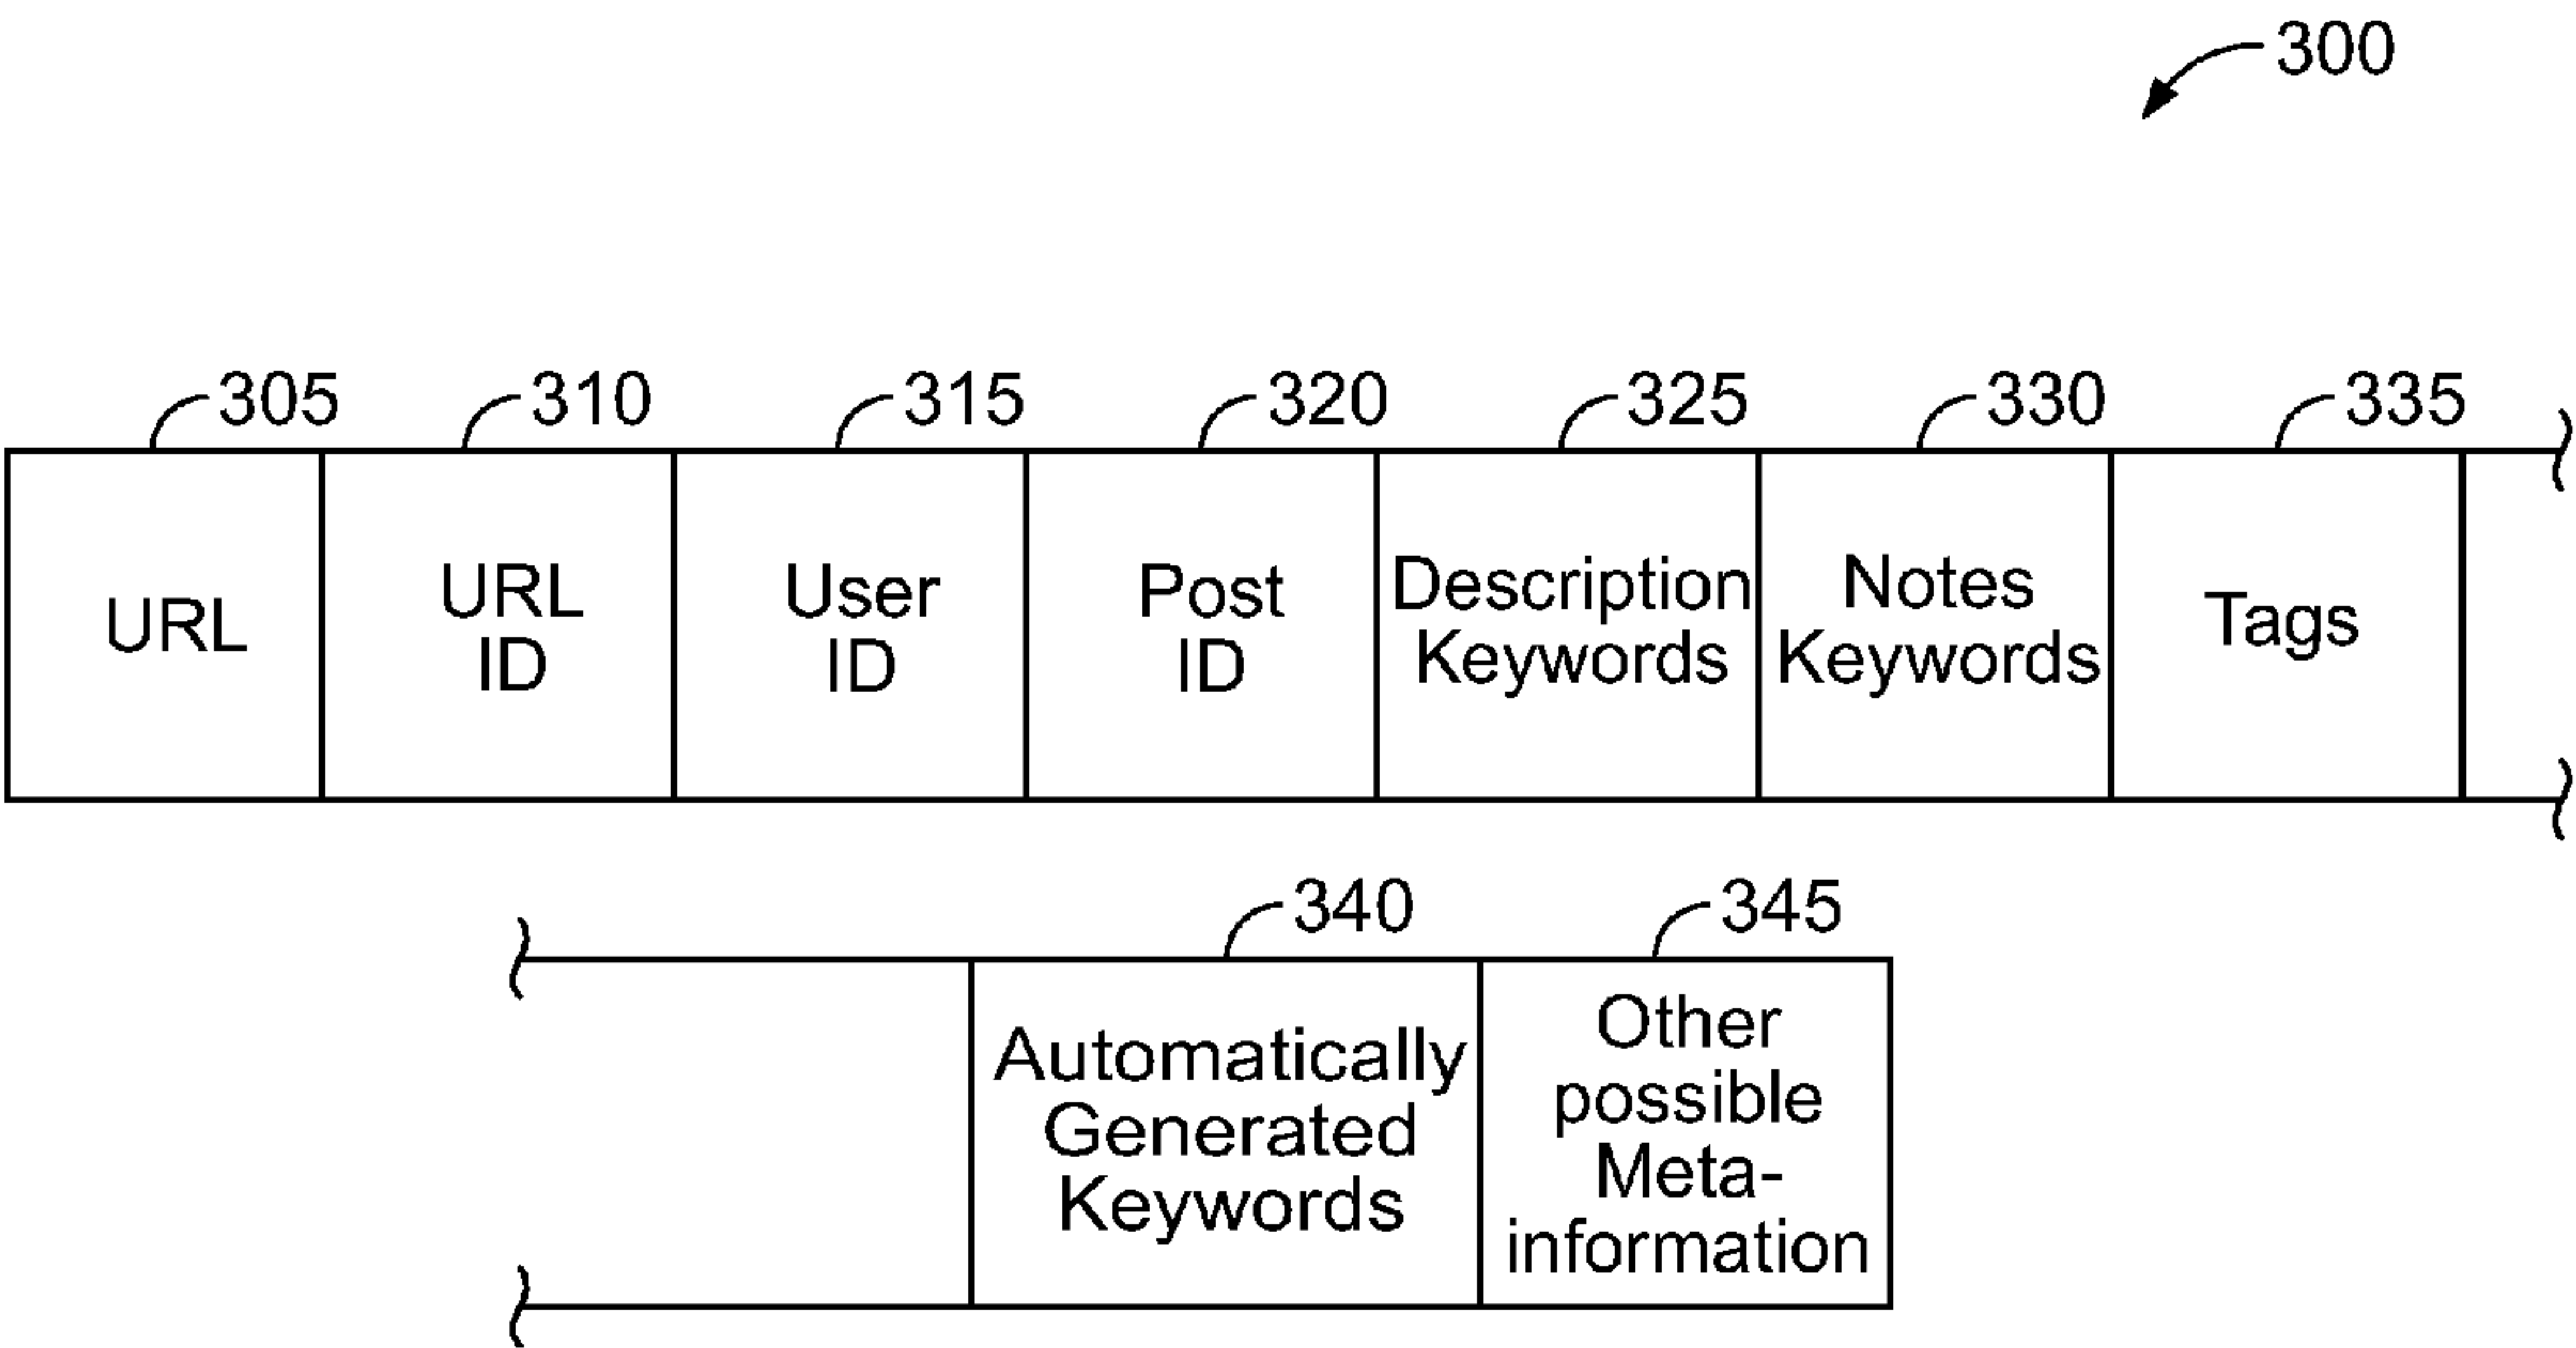 300
305
310
315
320
325
330
335
URL
URL
ID
User
ID
Post
ID
Description
Keywords
Notes
Keywords
Tags
340
345
Automatically
Generated
Keywords
Other
possible
Meta-
information